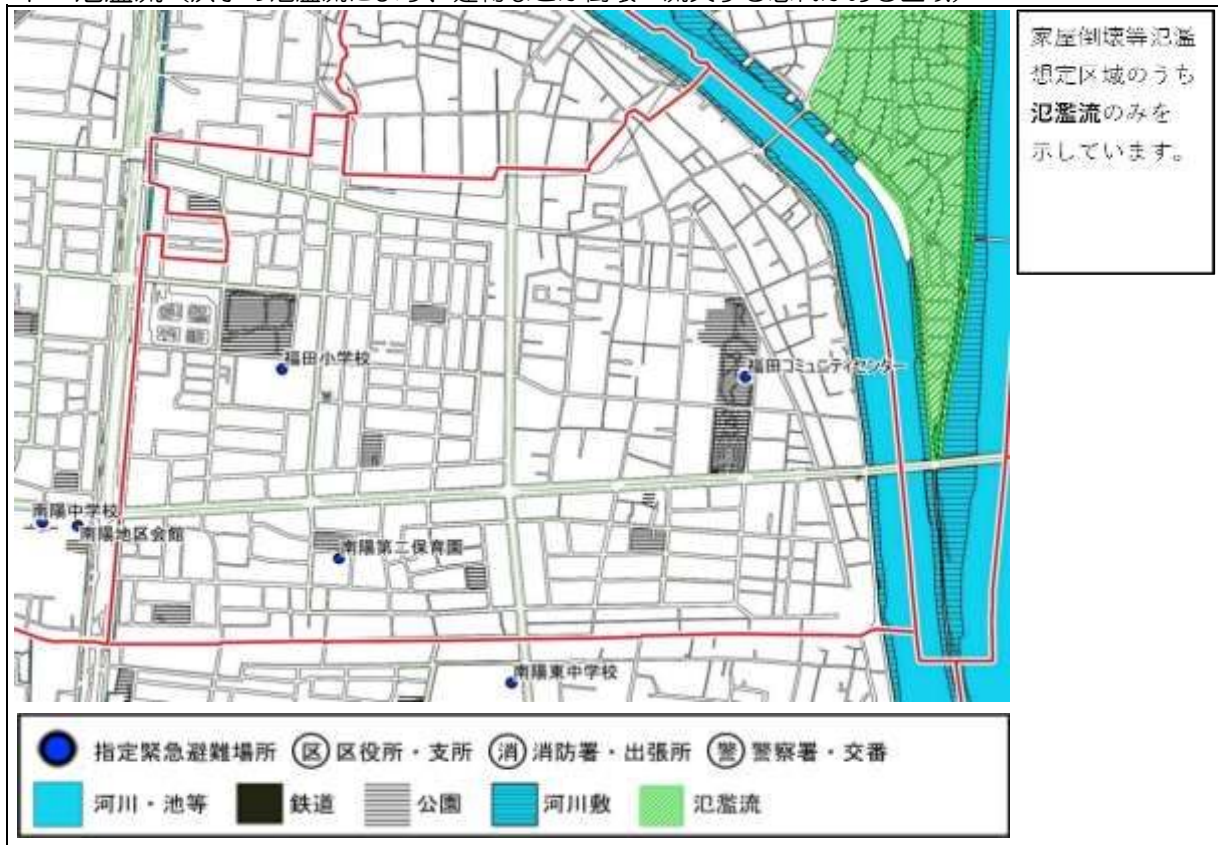 家屋倒壊等氾濫
想定区域のうち
氾濫流のみを
示しています。
福田小学校
福田コミュニティセンター
南陽中学校
南陽地区会館
南陽第二保育園
南陽東中学校
指定緊急避難場所 区 区役所・支所 消 消防署・出張所 警 警察署・交番
河川・池等 鉄道 公園 河川敷 氾濫流